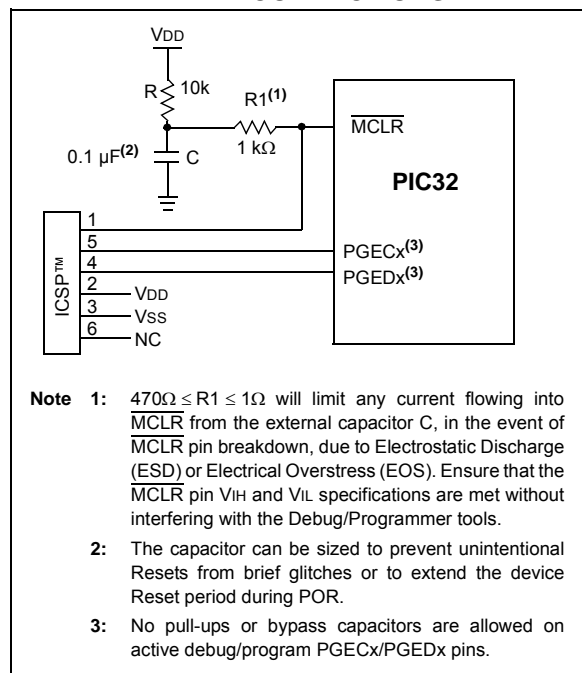 VDD
R 10k
R1(1)
0.1 µF(2) C
1 kΩ
MCLR
PIC32
ICSP™
1
5 PGECx(3)
4 PGEDx(3)
2 VDD
3 VSS
6 NC
Note 1: 470Ω ≤ R1 ≤ 1Ω will limit any current flowing into
MCLR from the external capacitor C, in the event of
MCLR pin breakdown, due to Electrostatic Discharge
(ESD) or Electrical Overstress (EOS). Ensure that the
MCLR pin VIH and VIL specifications are met without
interfering with the Debug/Programmer tools.
2: The capacitor can be sized to prevent unintentional
Resets from brief glitches or to extend the device
Reset period during POR.
3: No pull-ups or bypass capacitors are allowed on
active debug/program PGECx/PGEDx pins.